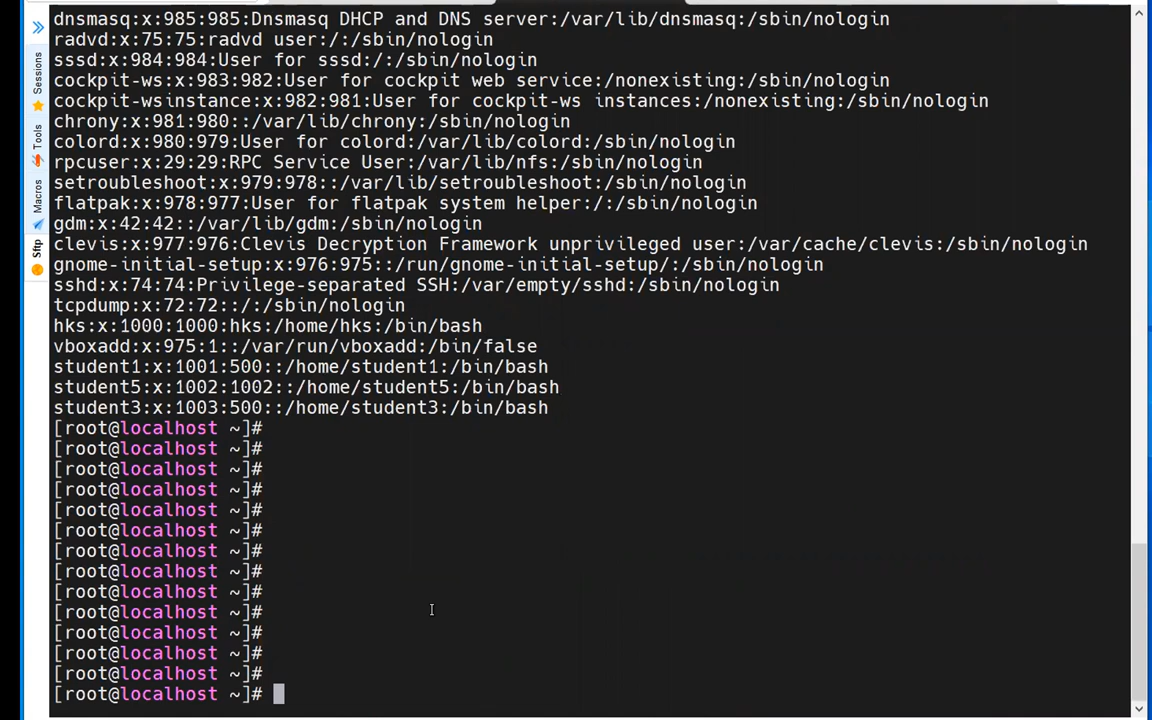 dnsmasq:x:985:985:Dnsmasq DHCP and DNS server:/var/lib/dnsmasq:/sbin/nologin
radvd:x:75:75:radvd user:/:/sbin/nologin
sssd:x:984:984:User for sssd:/:/sbin/nologin
cockpit-ws:x:983:982:User for cockpit web service:/nonexisting:/sbin/nologin
cockpit-wsinstance:x:982:981:User for cockpit-ws instances:/nonexisting:/sbin/nologin
chrony:x:981:980::/var/lib/chrony:/sbin/nologin
colord:x:980:979:User for colord:/var/lib/colord:/sbin/nologin
rpcuser:x:29:29:RPC Service User:/var/lib/nfs:/sbin/nologin
setroubleshoot:x:979:978::/var/lib/setroubleshoot:/sbin/nologin
flatpak:x:978:977:User for flatpak system helper:/:/sbin/nologin
gdm:x:42:42::/var/lib/gdm:/sbin/nologin
clevis:x:977:976:Clevis Decryption Framework unprivileged user:/var/cache/clevis:/sbin/nologin
gnome-initial-setup:x:976:975::/run/gnome-initial-setup/:/sbin/nologin
sshd:x:74:74:Privilege-separated SSH:/var/empty/sshd:/sbin/nologin
tcpdump:x:72:72::/:/sbin/nologin
hks:x:1000:1000:hks:/home/hks:/bin/bash
vboxadd:x:975:1::/var/run/vboxadd:/bin/false
student1:x:1001:500::/home/student1:/bin/bash
student5:x:1002:1002::/home/student5:/bin/bash
student3:x:1003:500::/home/student3:/bin/bash
[root@localhost ~]#
[root@localhost ~]#
[root@localhost ~]#
[root@localhost ~]#
[root@localhost ~]#
[root@localhost ~]#
[root@localhost ~]#
[root@localhost ~]#
[root@localhost ~]#
[root@localhost ~]#
[root@localhost ~]#
[root@localhost ~]#
[root@localhost ~]#
[root@localhost ~]#
Sessions
Tools
Macros
Sftp